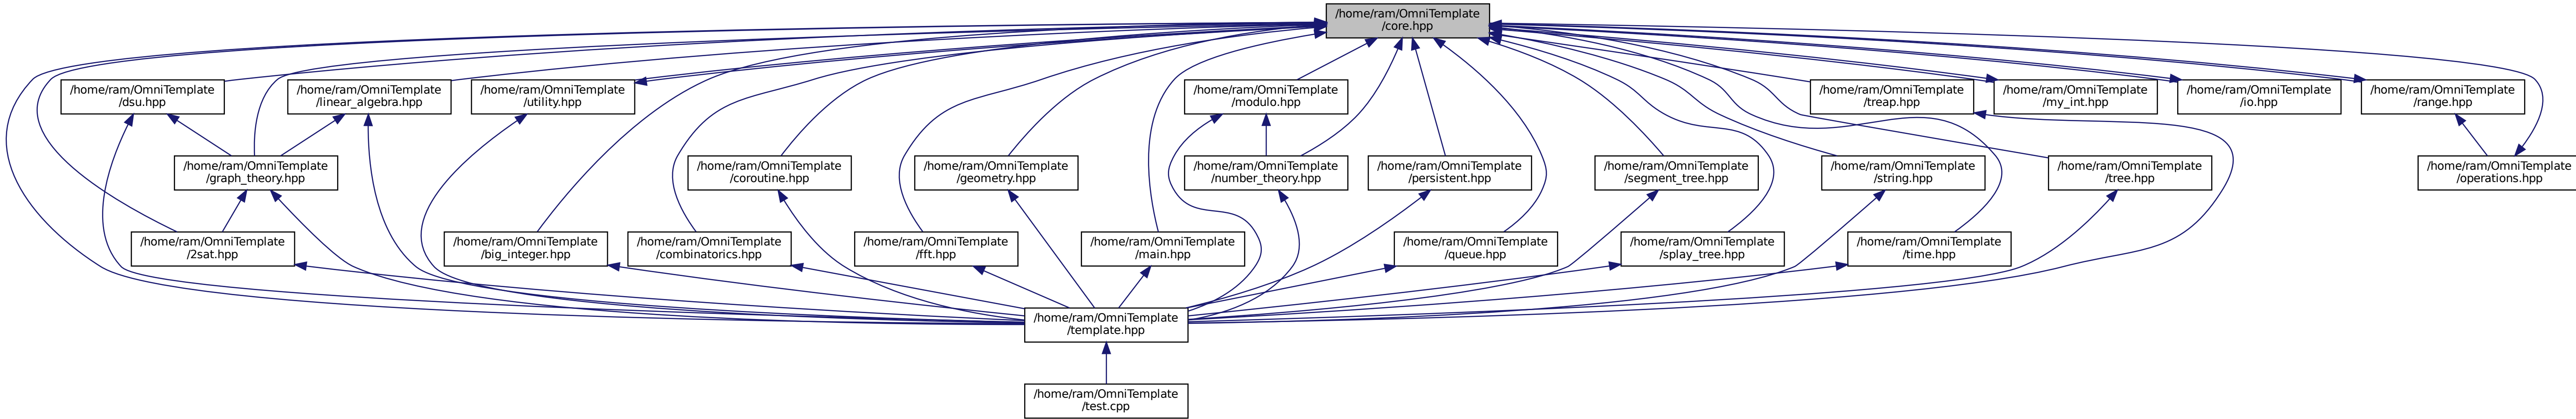 /home/ram/OmniTemplate
/core.hpp
/home/ram/OmniTemplate
/dsu.hpp
/home/ram/OmniTemplate
/linear_algebra.hpp
/home/ram/OmniTemplate
/utility.hpp
/home/ram/OmniTemplate
/modulo.hpp
/home/ram/OmniTemplate
/treap.hpp
/home/ram/OmniTemplate
/my_int.hpp
/home/ram/OmniTemplate
/io.hpp
/home/ram/OmniTemplate
/range.hpp
/home/ram/OmniTemplate
/graph_theory.hpp
/home/ram/OmniTemplate
/coroutine.hpp
/home/ram/OmniTemplate
/geometry.hpp
/home/ram/OmniTemplate
/number_theory.hpp
/home/ram/OmniTemplate
/persistent.hpp
/home/ram/OmniTemplate
/segment_tree.hpp
/home/ram/OmniTemplate
/string.hpp
/home/ram/OmniTemplate
/tree.hpp
/home/ram/OmniTemplate
/operations.hpp
/home/ram/OmniTemplate
/2sat.hpp
/home/ram/OmniTemplate
/big_integer.hpp
/home/ram/OmniTemplate
/combinatorics.hpp
/home/ram/OmniTemplate
/fft.hpp
/home/ram/OmniTemplate
/main.hpp
/home/ram/OmniTemplate
/queue.hpp
/home/ram/OmniTemplate
/splay_tree.hpp
/home/ram/OmniTemplate
/time.hpp
/home/ram/OmniTemplate
/template.hpp
/home/ram/OmniTemplate
/test.cpp